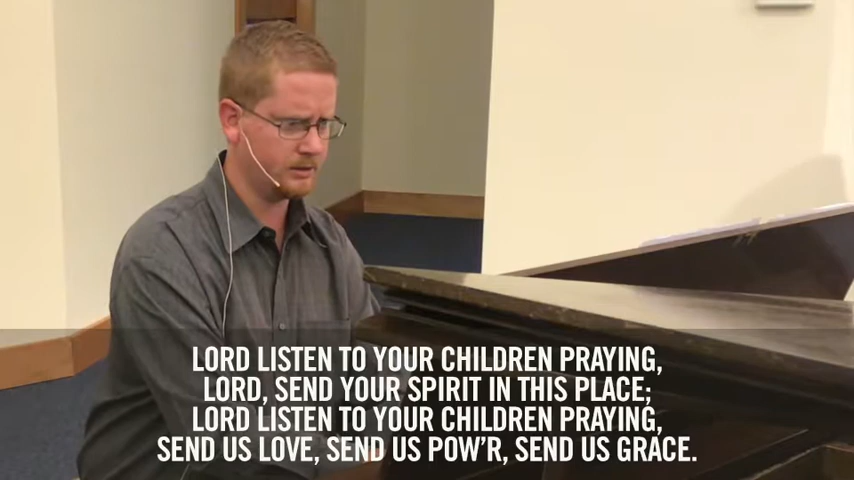 LORD LISTEN TO YOUR CHILDREN PRAYING,
LORD, SEND YOUR SPIRIT IN THIS PLACE;
LORD LISTEN TO YOUR CHILDREN PRAYING,
SEND US LOVE, SEND US POW'R, SEND US GRACE.